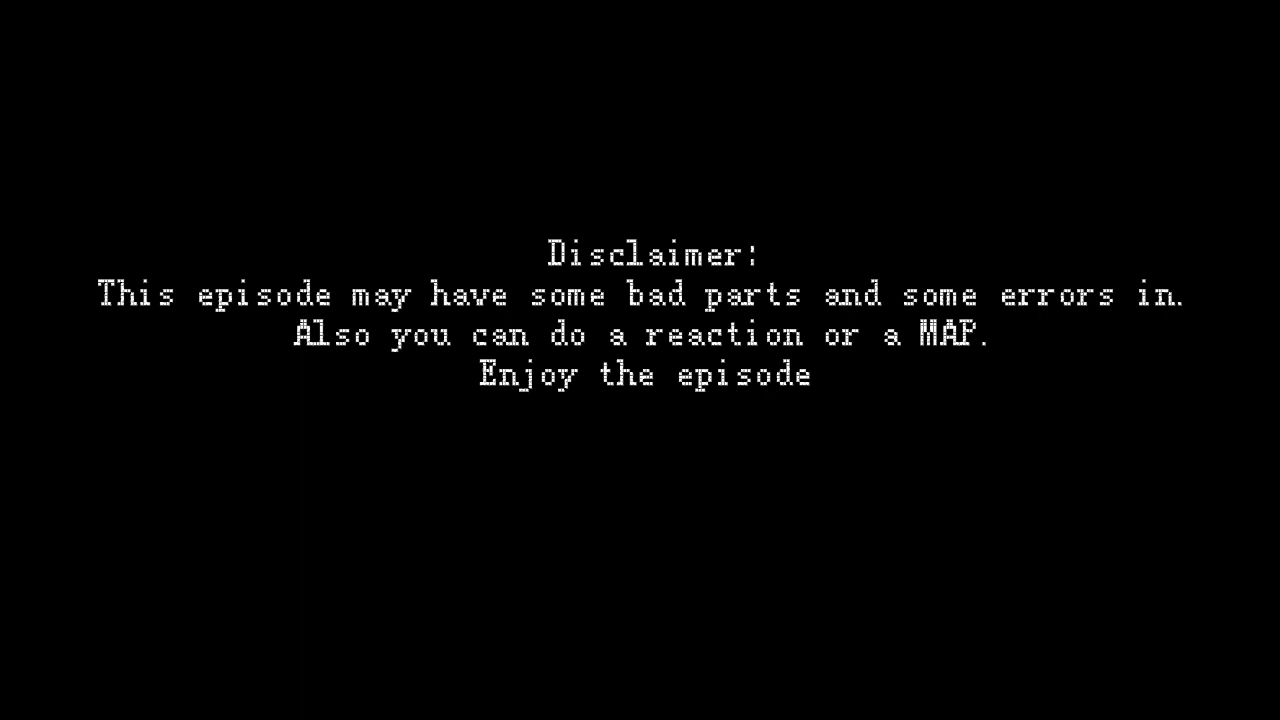 Disclaimer:
This episode may have some bad parts and some errors in.
Also you can do a reaction or a MAP.
Enjoy the episode